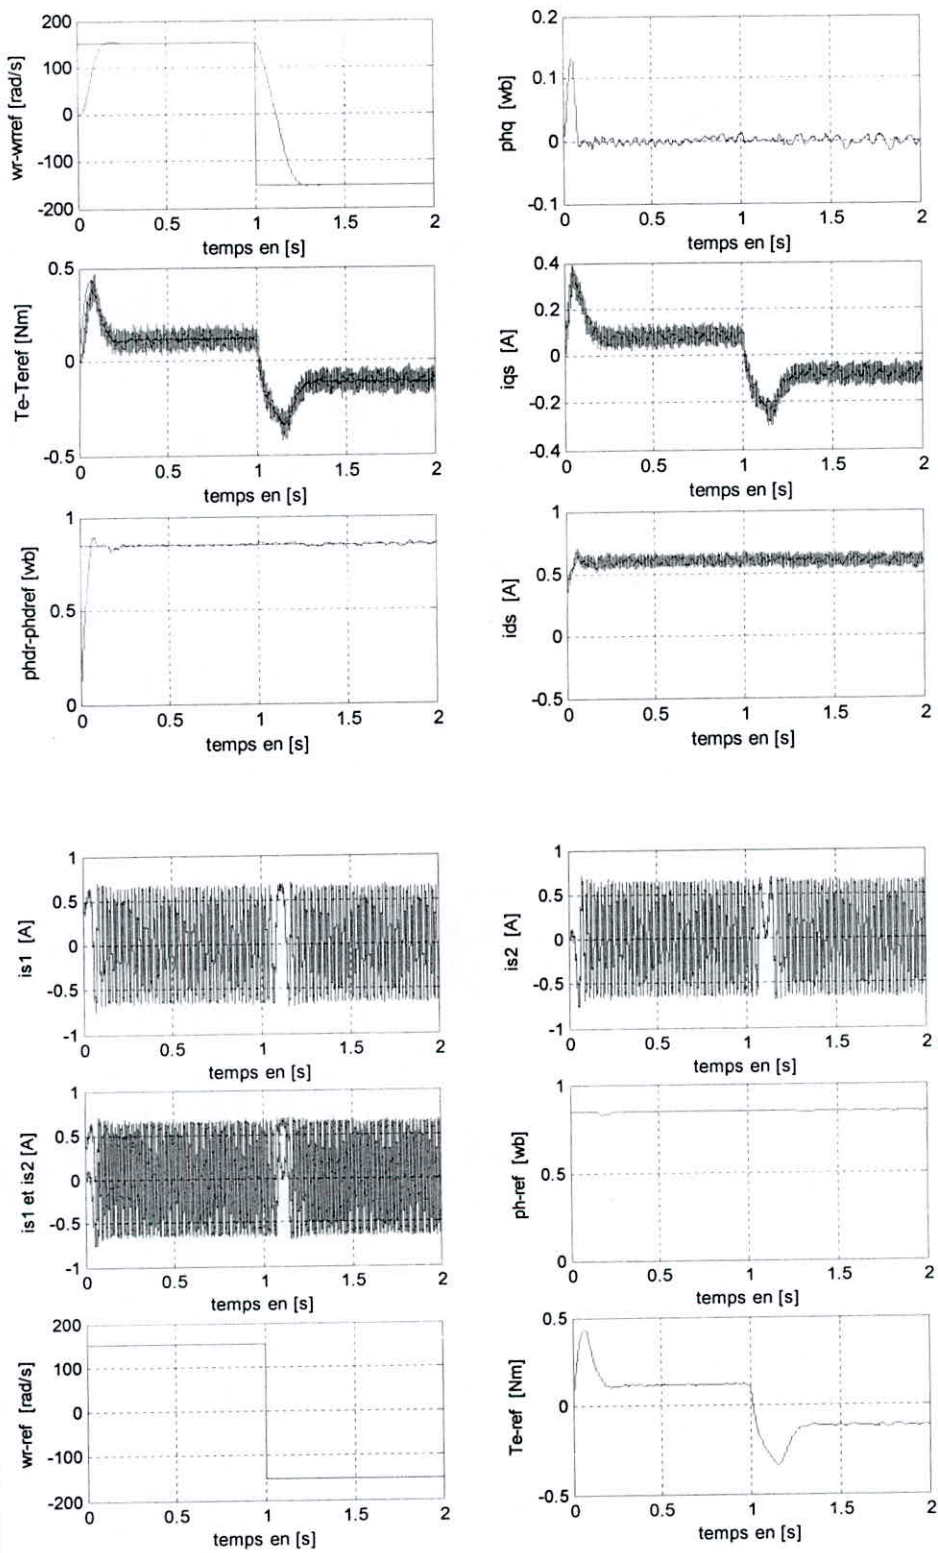 200
100
0
-100
-200
wr-wrref [rad/s]
0 0.5 1 1.5 2
temps en [s]
0.2
0.1
0
-0.1
phq [wb]
0 0.5 1 1.5 2
temps en [s]
0.5
0
-0.5
Te-Teref [Nm]
0 0.5 1 1.5 2
temps en [s]
0.4
0.2
0
-0.2
-0.4
iqs [A]
0 0.5 1 1.5 2
temps en [s]
1
0.5
0
phdr-phdref [wb]
0 0.5 1 1.5 2
temps en [s]
1
0.5
0
-0.5
ids [A]
0 0.5 1 1.5 2
temps en [s]
1
0.5
0
-0.5
-1
is1 [A]
0 0.5 1 1.5 2
temps en [s]
1
0.5
0
-0.5
-1
is2 [A]
0 0.5 1 1.5 2
temps en [s]
1
0.5
0
-0.5
-1
is1 et is2 [A]
0 0.5 1 1.5 2
temps en [s]
1
0.5
0
ph-ref [wb]
0 0.5 1 1.5 2
temps en [s]
200
100
0
-100
-200
wr-ref [rad/s]
0 0.5 1 1.5 2
temps en [s]
0.5
0
-0.5
Te-ref [Nm]
0 0.5 1 1.5 2
temps en [s]